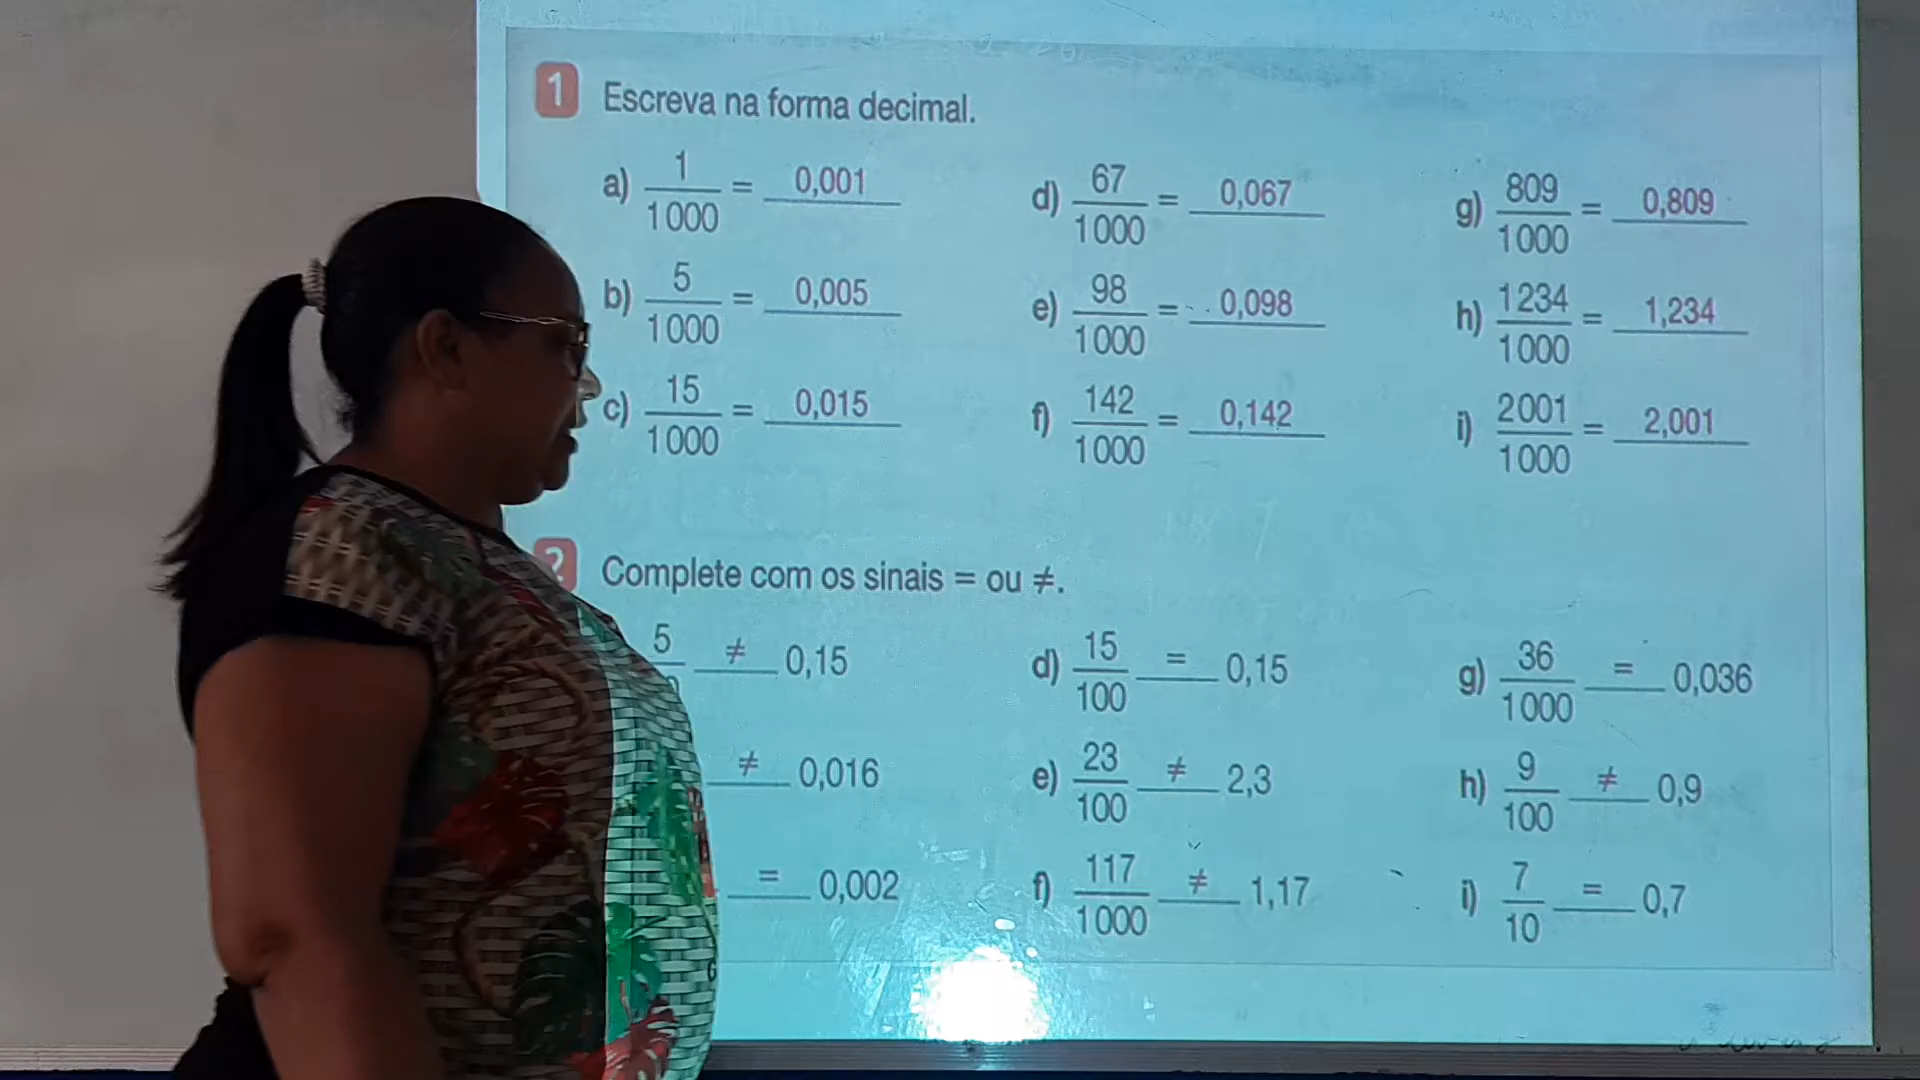 1 Escreva na forma decimal.
a) 1/1000 = 0,001
d) 67/1000 = 0,067
g) 809/1000 = 0,809
b) 5/1000 = 0,005
e) 98/1000 = 0,098
h) 1234/1000 = 1,234
c) 15/1000 = 0,015
f) 142/1000 = 0,142
i) 2001/1000 = 2,001
2 Complete com os sinais = ou ≠.
5 ≠ 0,15
d) 15/100 = 0,15
g) 36/1000 = 0,036
≠ 0,016
e) 23/100 ≠ 2,3
h) 9/100 ≠ 0,9
= 0,002
f) 117/1000 ≠ 1,17
i) 7/10 = 0,7